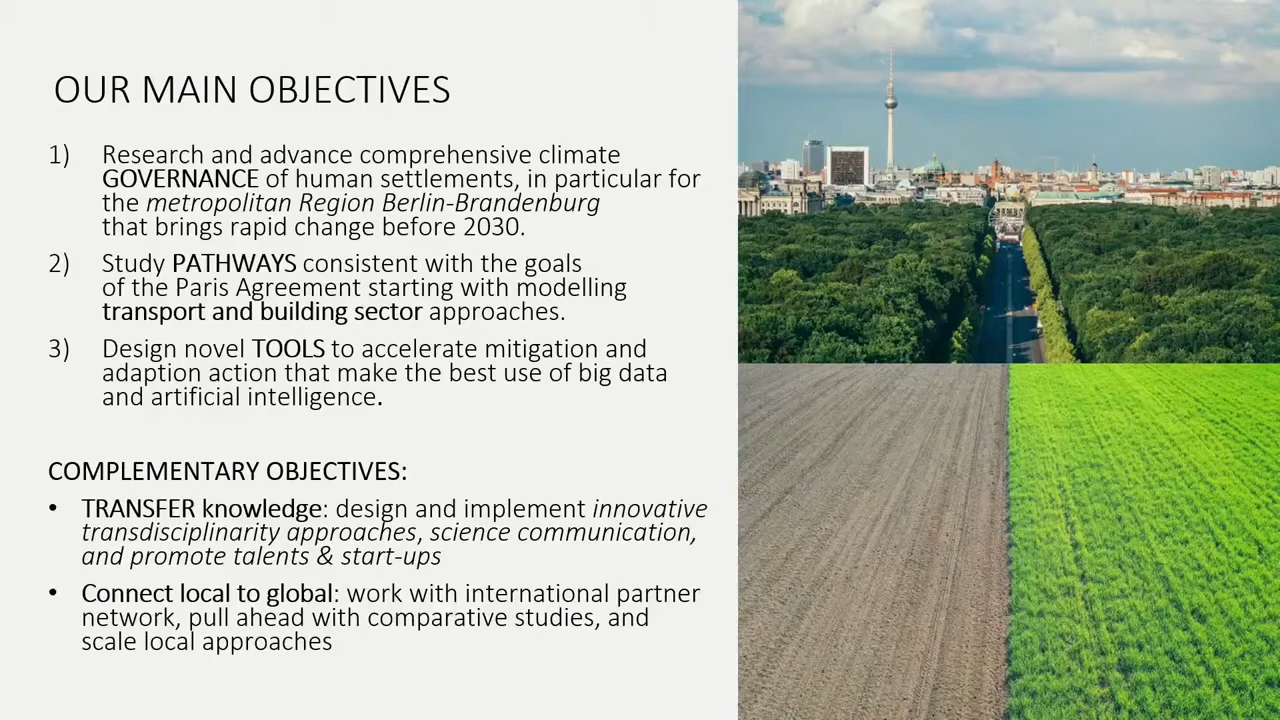 OUR MAIN OBJECTIVES
1) Research and advance comprehensive climate
GOVERNANCE of human settlements, in particular for
the metropolitan Region Berlin-Brandenburg
that brings rapid change before 2030.
2) Study PATHWAYS consistent with the goals
of the Paris Agreement starting with modelling
transport and building sector approaches.
3) Design novel TOOLS to accelerate mitigation and
adaption action that make the best use of big data
and artificial intelligence.
COMPLEMENTARY OBJECTIVES:
• TRANSFER knowledge: design and implement innovative
transdisciplinarity approaches, science communication,
and promote talents & start-ups
• Connect local to global: work with international partner
network, pull ahead with comparative studies, and
scale local approaches